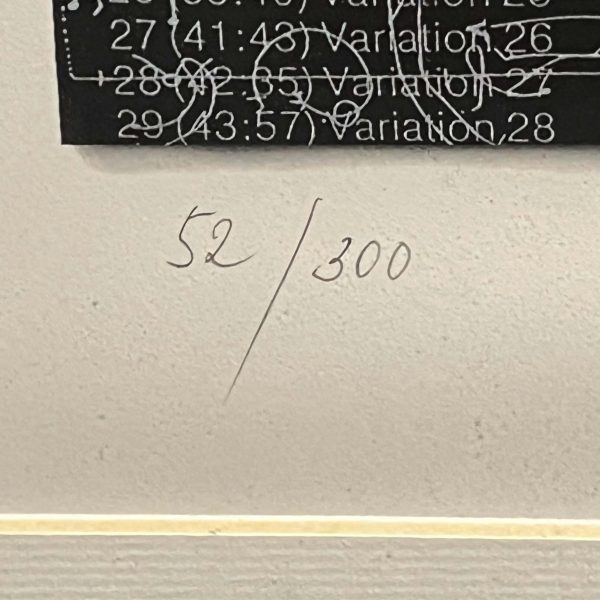 27 (41:43) Variation 26
28 (42:35) Variation 27
29 (43:57) Variation 28
52/300